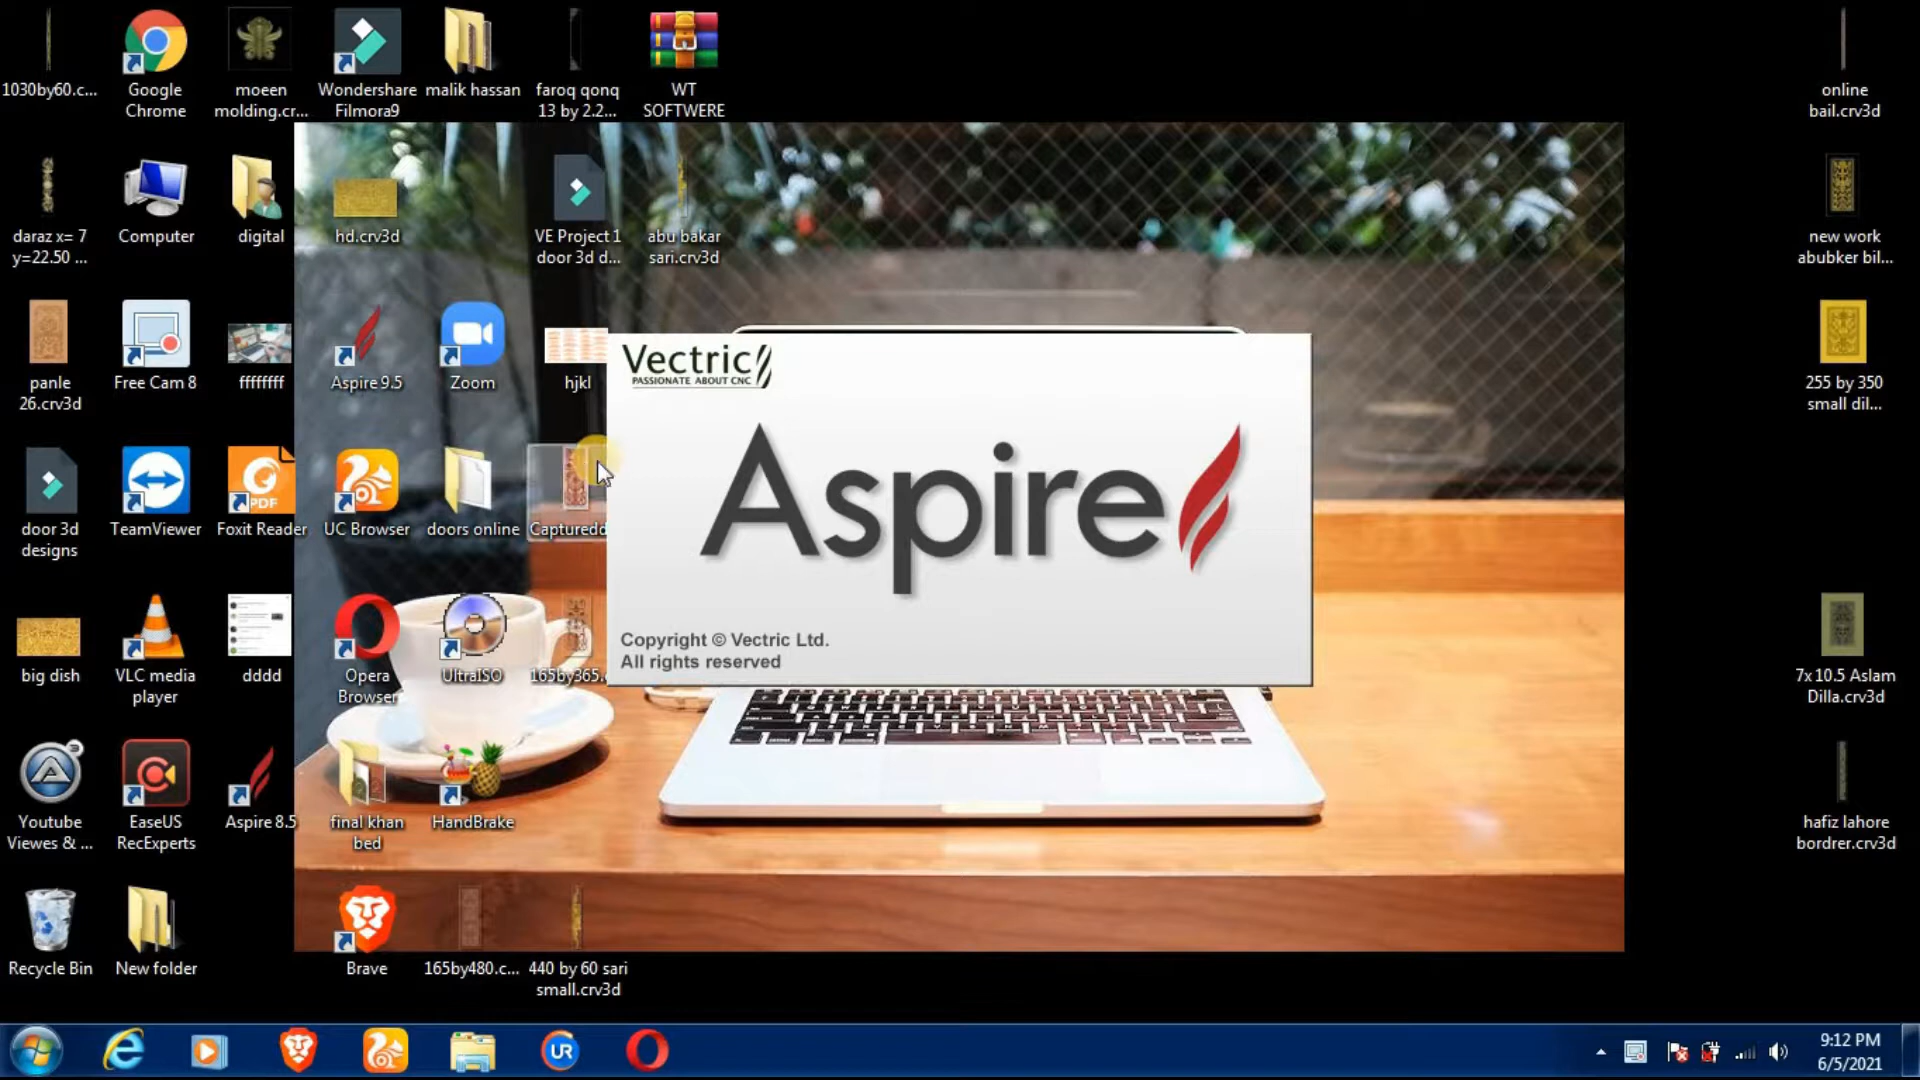 1030by60.c...
Google
Chrome
moeen
molding.cr...
Wondershare
Filmora9
malik hassan
faroq qonq
13 by 2.2...
WT
SOFTWERE
online
bail.crv3d
daraz x= 7
y=22.50 ...
Computer
digital
hd.crv3d
VE Project 1
door 3d d...
abu bakar
sari.crv3d
new work
abubker bil...
panle
26.crv3d
Free Cam 8
ffffffff
Aspire 9.5
Zoom
hjkl
Vectric
PASSIONATE ABOUT CNC
Aspire
Copyright © Vectric Ltd.
All rights reserved
255 by 350
small dil...
door 3d
designs
TeamViewer
PDF
Foxit Reader
UC Browser
doors online
Capturedd
big dish
VLC media
player
dddd
Opera
Browser
UltraISO
165by365.
7x10.5 Aslam
Dilla.crv3d
Youtube
Viewes & ...
EaseUS
RecExperts
Aspire 8.5
final khan
bed
HandBrake
hafiz lahore
bordrer.crv3d
Recycle Bin
New folder
Brave
165by480.c...
440 by 60 sari
small.crv3d
UR
9:12 PM
6/5/2021